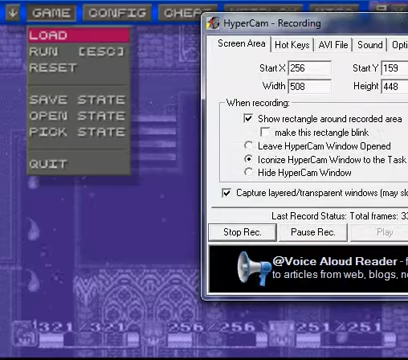 GAME CONFIG CHEA
LOAD
RUN [ESC]
RESET
SAVE STATE
OPEN STATE
PICK STATE
QUIT
HyperCam - Recording
Screen Area Hot Keys AVI File Sound Opti
Start X 256 Start Y 159
Width 508 Height 448
When recording:
Show rectangle around recorded area
make this rectangle blink
Leave HyperCam Window Opened
Iconize HyperCam Window to the Task
Hide HyperCam Window
Capture layered/transparent windows (may slo
Last Record Status: Total frames: 33
Stop Rec. Pause Rec. Play
@Voice Aloud Reader - f
to articles from web, blogs, ne
321 321 256 256 251 251